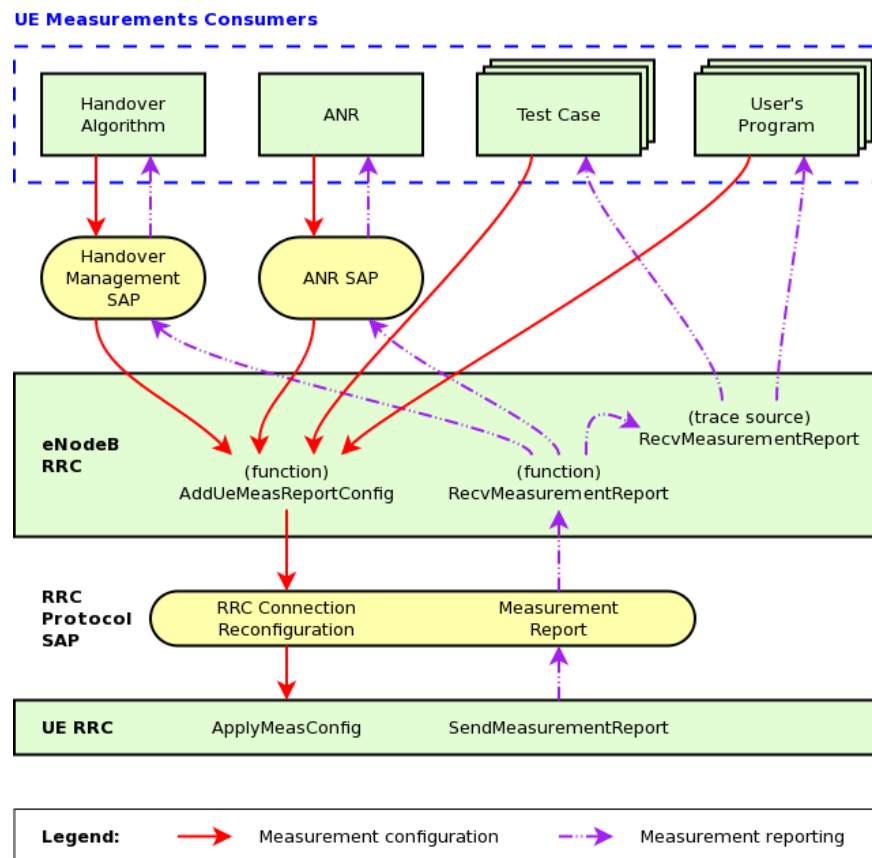 UE Measurements Consumers
Handover
Algorithm
ANR
Test Case
User's
Program
Handover
Management
SAP
ANR SAP
eNodeB
RRC
(function)
AddUeMeasReportConfig
(function)
RecvMeasurementReport
(trace source)
RecvMeasurementReport
RRC
Protocol
SAP
RRC Connection
Reconfiguration
Measurement
Report
UE RRC
ApplyMeasConfig
SendMeasurementReport
Legend:
Measurement configuration
Measurement reporting